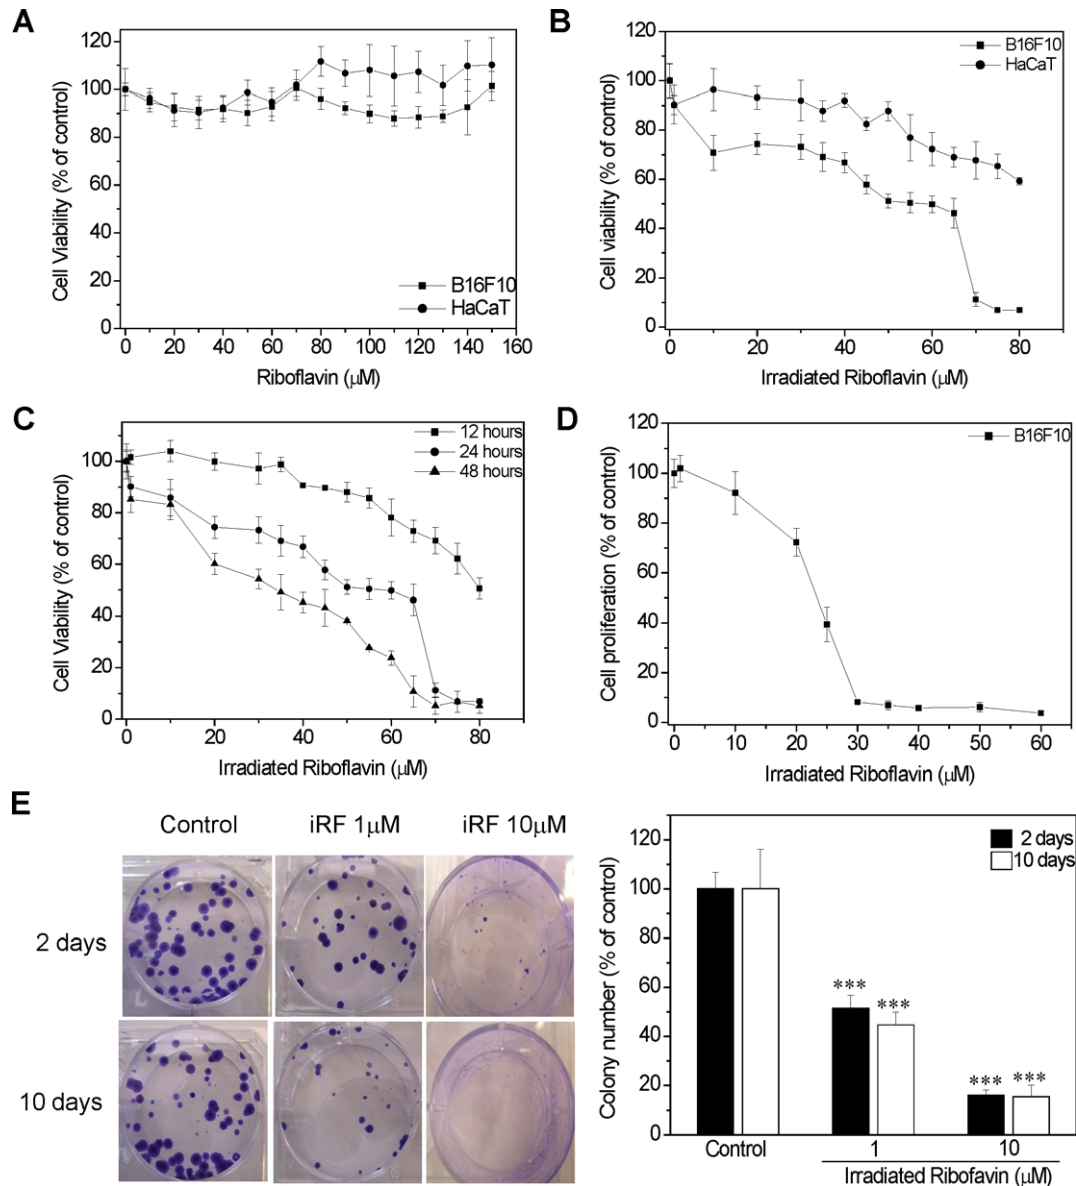 A
120
100
80
60
40
20
0
Cell Viability (% of control)
B16F10
HaCaT
0 20 40 60 80 100 120 140 160
Riboflavin (μM)
B
120
100
80
60
40
20
0
Cell viability (% of control)
B16F10
HaCaT
0 20 40 60 80
Irradiated Riboflavin (μM)
C
100
80
60
40
20
0
Cell Viability (% of control)
12 hours
24 hours
48 hours
0 20 40 60 80
Irradiated Riboflavin (μM)
D
120
100
80
60
40
20
0
Cell proliferation (% of control)
B16F10
0 10 20 30 40 50 60
Irradiated Riboflavin (μM)
E
Control iRF 1μM iRF 10μM
2 days
10 days
120
100
80
60
40
20
0
Colony number (% of control)
2 days
10 days
*** ***
*** ***
Control 1 10
Irradiated Ribofavin (μM)